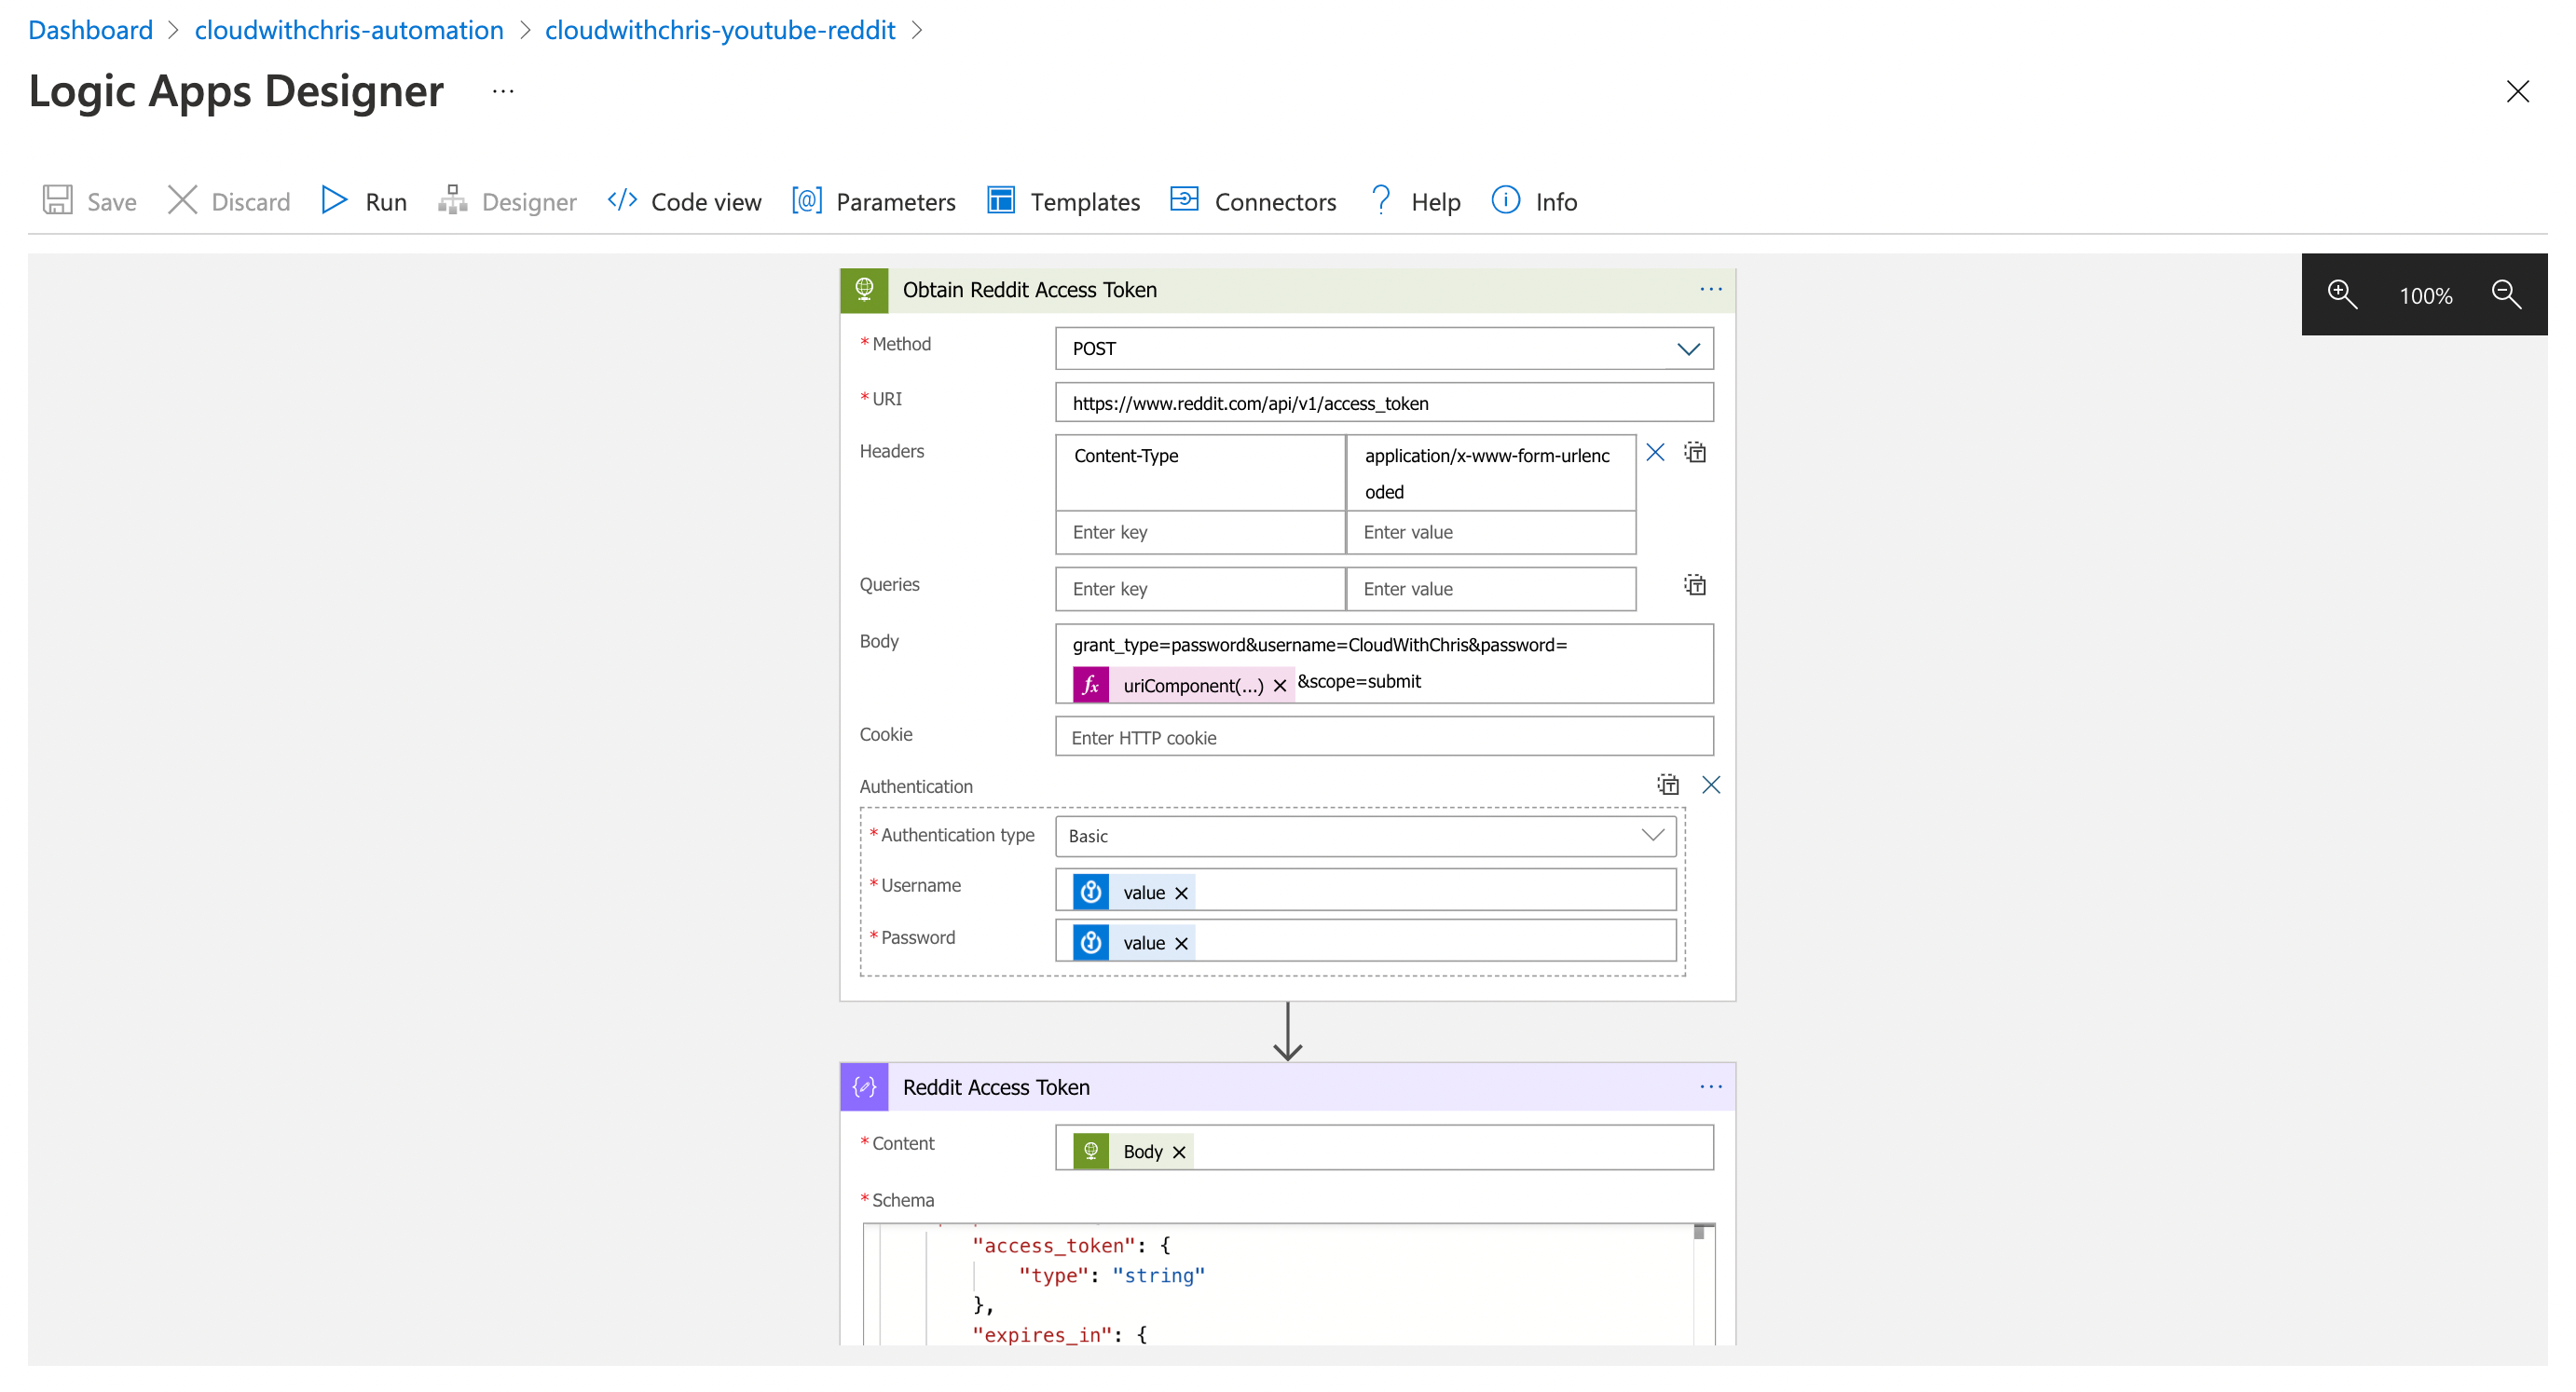 Dashboard > cloudwithchris-automation > cloudwithchris-youtube-reddit >
Logic Apps Designer ...
Save Discard Run Designer </> Code view [@] Parameters Templates Connectors ? Help Info
100%
Obtain Reddit Access Token ...
* Method POST
* URI https://www.reddit.com/api/v1/access_token
Headers Content-Type application/x-www-form-urlenc
oded
Enter key Enter value
Queries Enter key Enter value
Body grant_type=password&username=CloudWithChris&password=
fx uriComponent(...) × &scope=submit
Cookie Enter HTTP cookie
Authentication
* Authentication type Basic
* Username value ×
* Password value ×
Reddit Access Token ...
* Content Body ×
* Schema
"access_token": {
"type": "string"
},
"expires_in": {